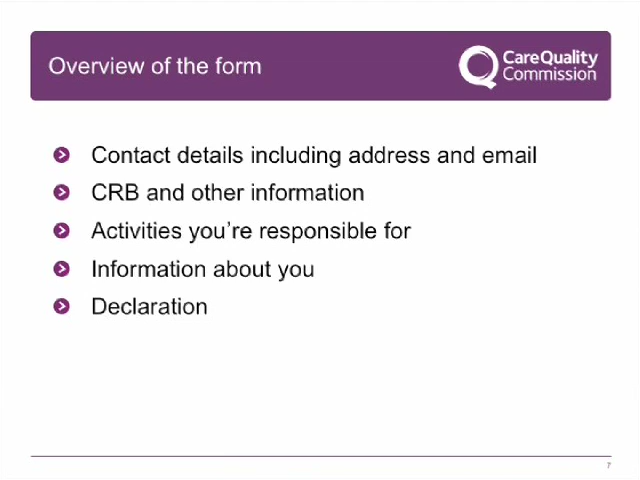 Overview of the form
CareQuality
Commission
Contact details including address and email
CRB and other information
Activities you're responsible for
Information about you
Declaration
7